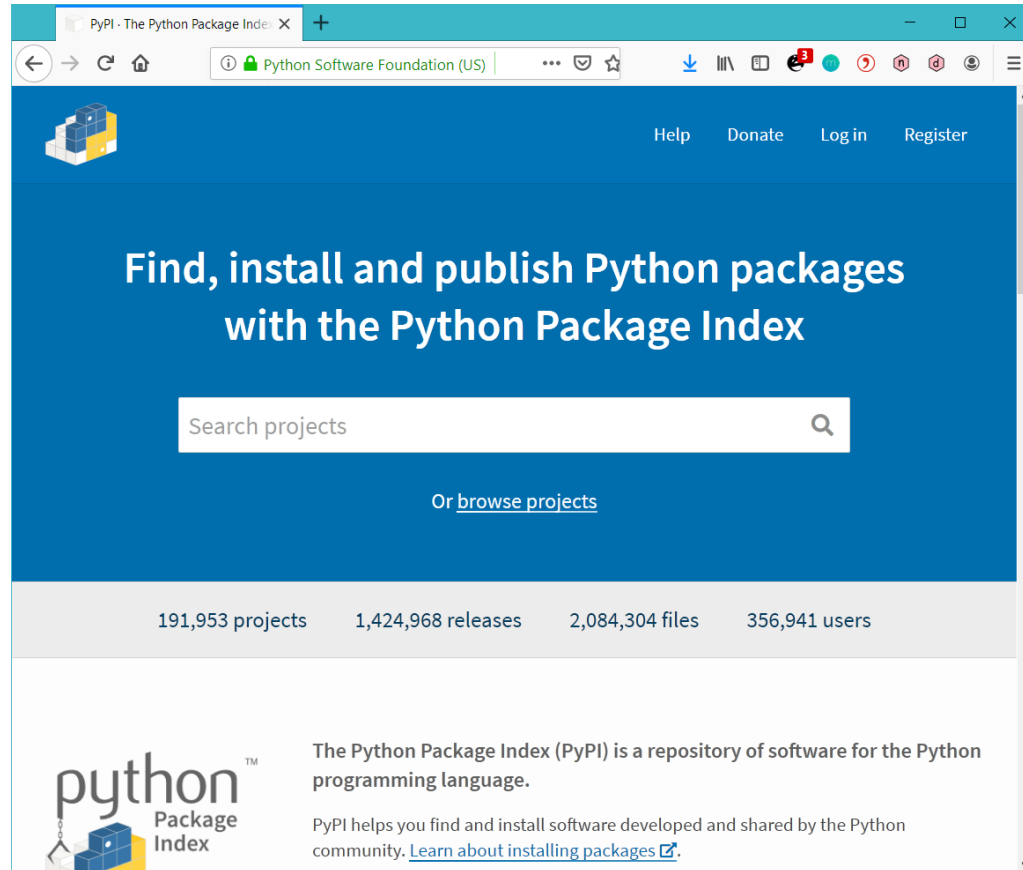 PyPI · The Python Package Inde
Python Software Foundation (US)
3
m
n
d
Help Donate Log in Register
Find, install and publish Python packages
with the Python Package Index
Search projects
Or browse projects
191,953 projects 1,424,968 releases 2,084,304 files 356,941 users
python™
Package
Index
The Python Package Index (PyPI) is a repository of software for the Python
programming language.
PyPI helps you find and install software developed and shared by the Python
community. Learn about installing packages.